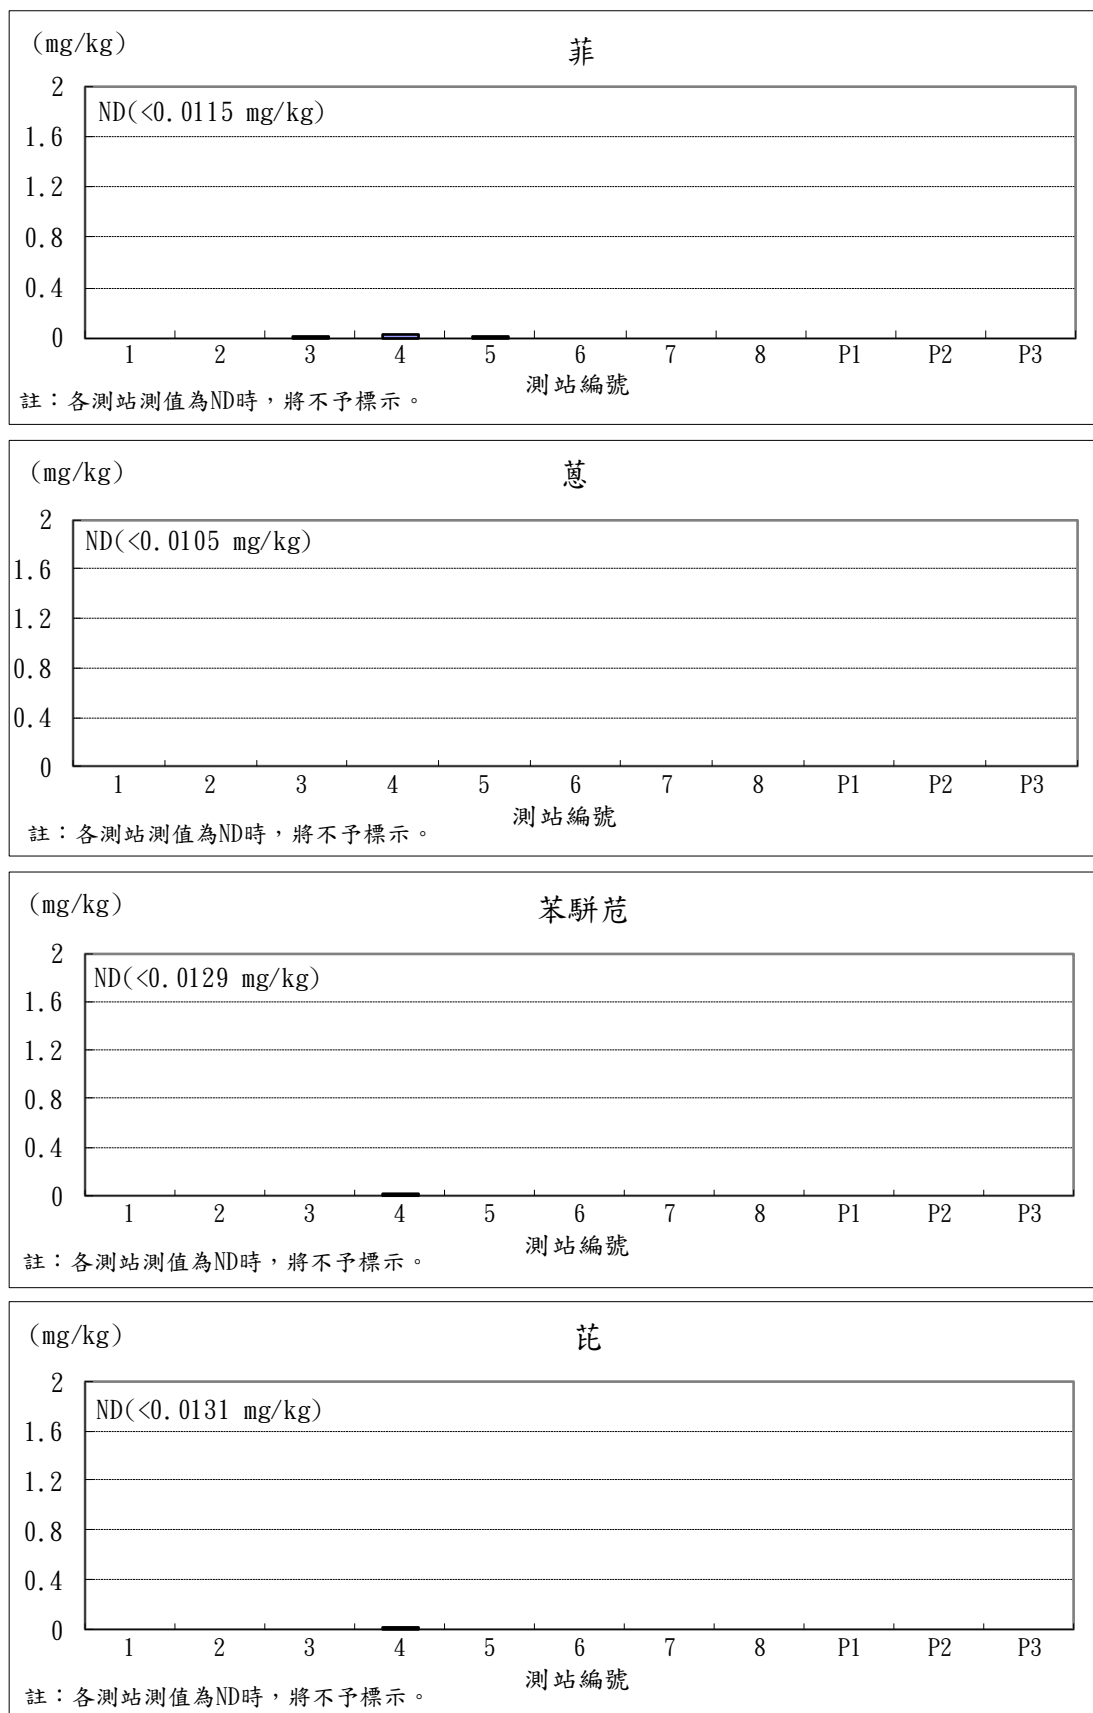 (mg/kg)
菲
2
ND(<0.0115 mg/kg)
1.6
1.2
0.8
0.4
0
1 2 3 4 5 6 7 8 P1 P2 P3
測站編號
註：各測站測值為ND時，將不予標示。
(mg/kg)
蒽
2
ND(<0.0105 mg/kg)
1.6
1.2
0.8
0.4
0
1 2 3 4 5 6 7 8 P1 P2 P3
測站編號
註：各測站測值為ND時，將不予標示。
(mg/kg)
苯駢苊
2
ND(<0.0129 mg/kg)
1.6
1.2
0.8
0.4
0
1 2 3 4 5 6 7 8 P1 P2 P3
測站編號
註：各測站測值為ND時，將不予標示。
(mg/kg)
芘
2
ND(<0.0131 mg/kg)
1.6
1.2
0.8
0.4
0
1 2 3 4 5 6 7 8 P1 P2 P3
測站編號
註：各測站測值為ND時，將不予標示。